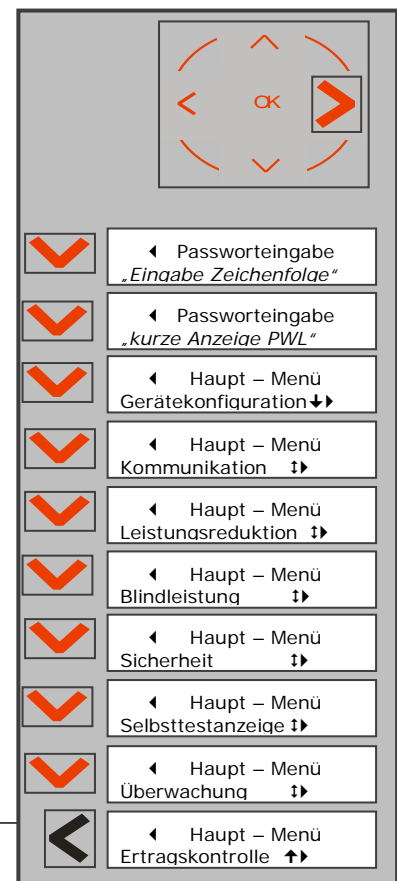 OK
Passworteingabe
„Eingabe Zeichenfolge“
Passworteingabe
„kurze Anzeige PWL“
Haupt – Menü
Gerätekonfiguration
Haupt – Menü
Kommunikation
Haupt – Menü
Leistungsreduktion
Haupt – Menü
Blindleistung
Haupt – Menü
Sicherheit
Haupt – Menü
Selbsttestanzeige
Haupt – Menü
Überwachung
Haupt – Menü
Ertragskontrolle